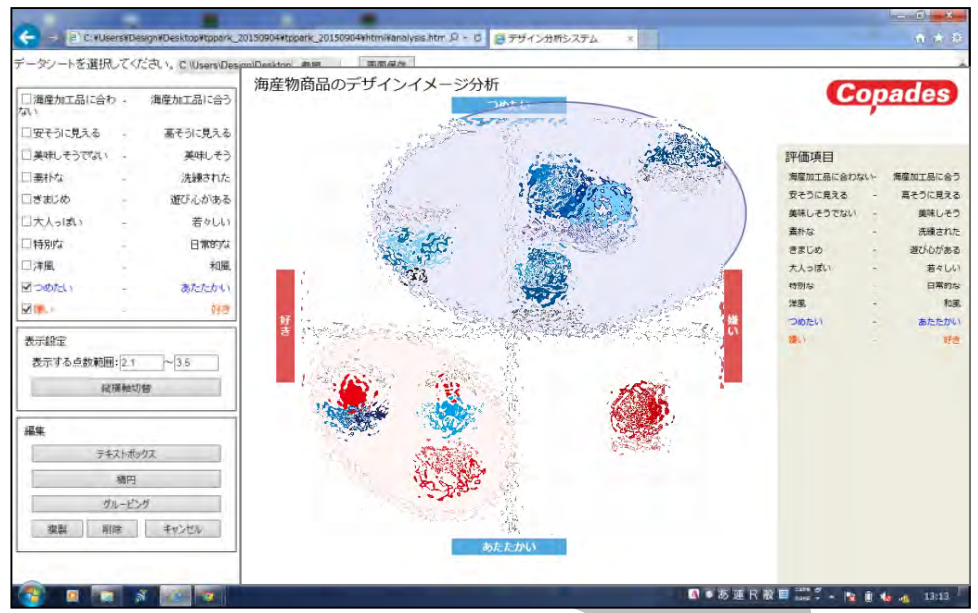 C:¥Users¥Design¥Desktop¥tppark_20150904¥tppark_20150904¥html¥analysis.htm
デザイン分析システム
データシートを選択してください。 C:¥Users¥Design¥Desktop 参照... 画面保存
海産物商品のデザインイメージ分析
Copades
つめたい
好き
嫌い
あたたかい
海産加工品に合わない - 海産加工品に合う
安そうに見える - 高そうに見える
美味しそうでない - 美味しそう
素朴な - 洗練された
きまじめ - 遊び心がある
大人っぽい - 若々しい
特別な - 日常的な
洋風 - 和風
つめたい - あたたかい
嫌い - 好き
表示設定
表示する点数範囲: 2.1 ～ 3.5
縦横軸切替
編集
テキストボックス
楕円
グルーピング
複製 削除 キャンセル
評価項目
海産加工品に合わない- 海産加工品に合う
安そうに見える - 高そうに見える
美味しそうでない - 美味しそう
素朴な - 洗練された
きまじめ - 遊び心がある
大人っぽい - 若々しい
特別な - 日常的な
洋風 - 和風
つめたい - あたたかい
嫌い - 好き
A あ 連 R 般
13:13